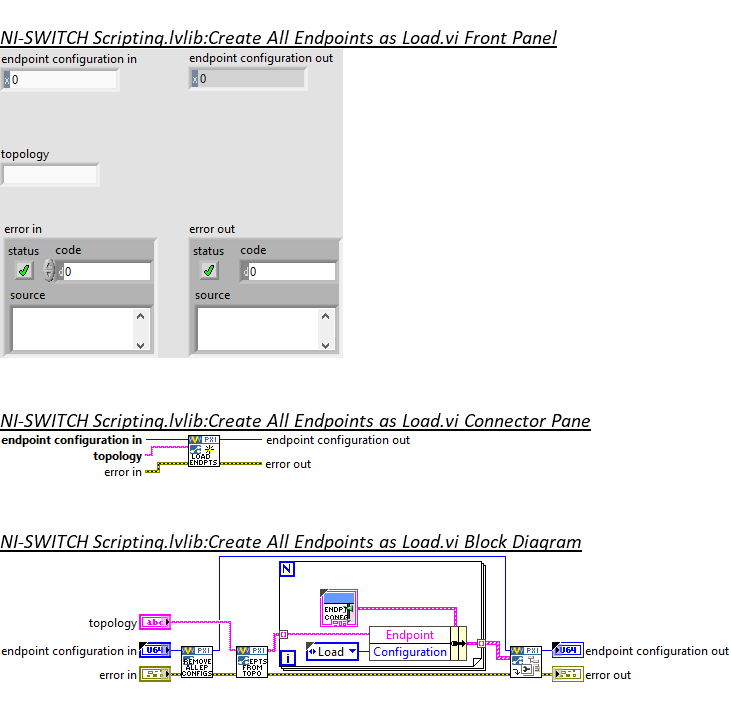 NI-SWITCH Scripting.lvlib:Create All Endpoints as Load.vi Front Panel
endpoint configuration in
endpoint configuration out
x 0
x 0
topology
error in
error out
status code
status code
d 0
d 0
source
source
NI-SWITCH Scripting.lvlib:Create All Endpoints as Load.vi Connector Pane
endpoint configuration in
PXI
endpoint configuration out
topology
LOAD
ENDPTS
error in
error out
NI-SWITCH Scripting.lvlib:Create All Endpoints as Load.vi Block Diagram
N
ENDPT
CONFIG
topology
abc
Endpoint
endpoint configuration in
U64
PXI
REMOVE
ALL EP
CONFIGS
PXI
EPTS
FROM
TOPO
i
Load
Configuration
PXI
U64
endpoint configuration out
error in
error out